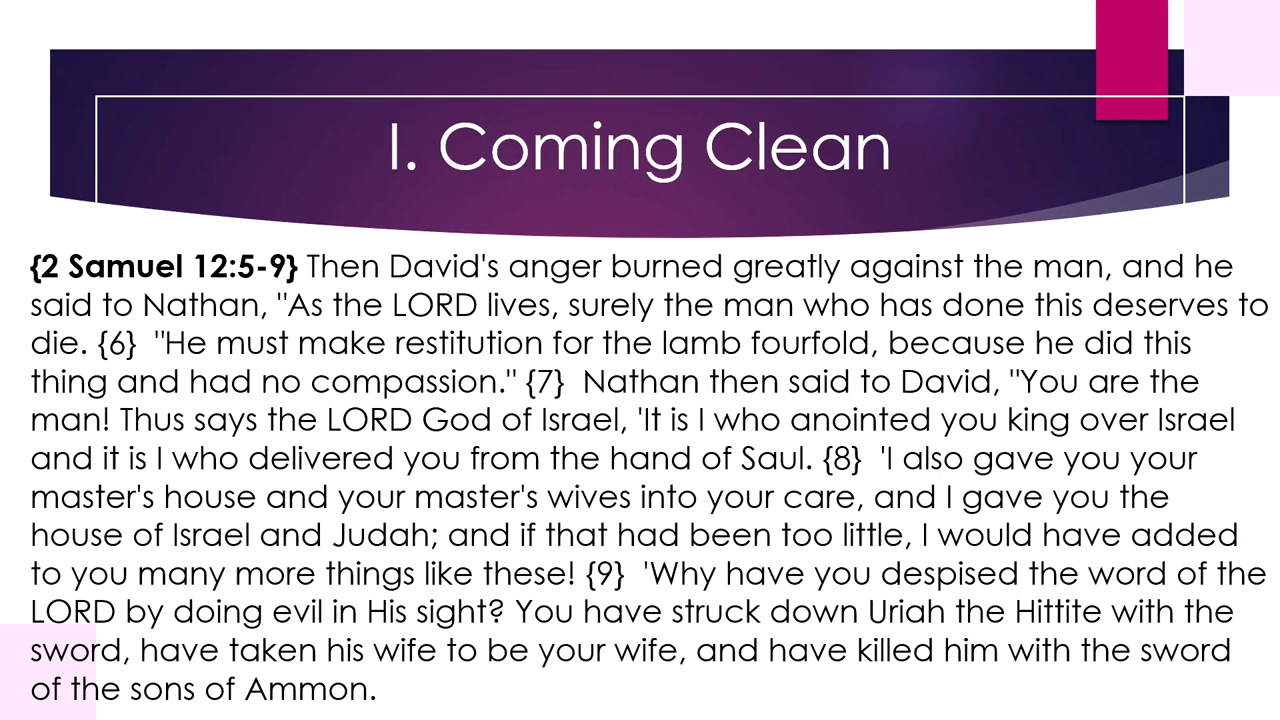 I. Coming Clean
{2 Samuel 12:5-9} Then David's anger burned greatly against the man, and he
said to Nathan, "As the LORD lives, surely the man who has done this deserves to
die. {6}  "He must make restitution for the lamb fourfold, because he did this
thing and had no compassion." {7}  Nathan then said to David, "You are the
man! Thus says the LORD God of Israel, 'It is I who anointed you king over Israel
and it is I who delivered you from the hand of Saul. {8}  'I also gave you your
master's house and your master's wives into your care, and I gave you the
house of Israel and Judah; and if that had been too little, I would have added
to you many more things like these! {9}  'Why have you despised the word of the
LORD by doing evil in His sight? You have struck down Uriah the Hittite with the
sword, have taken his wife to be your wife, and have killed him with the sword
of the sons of Ammon.